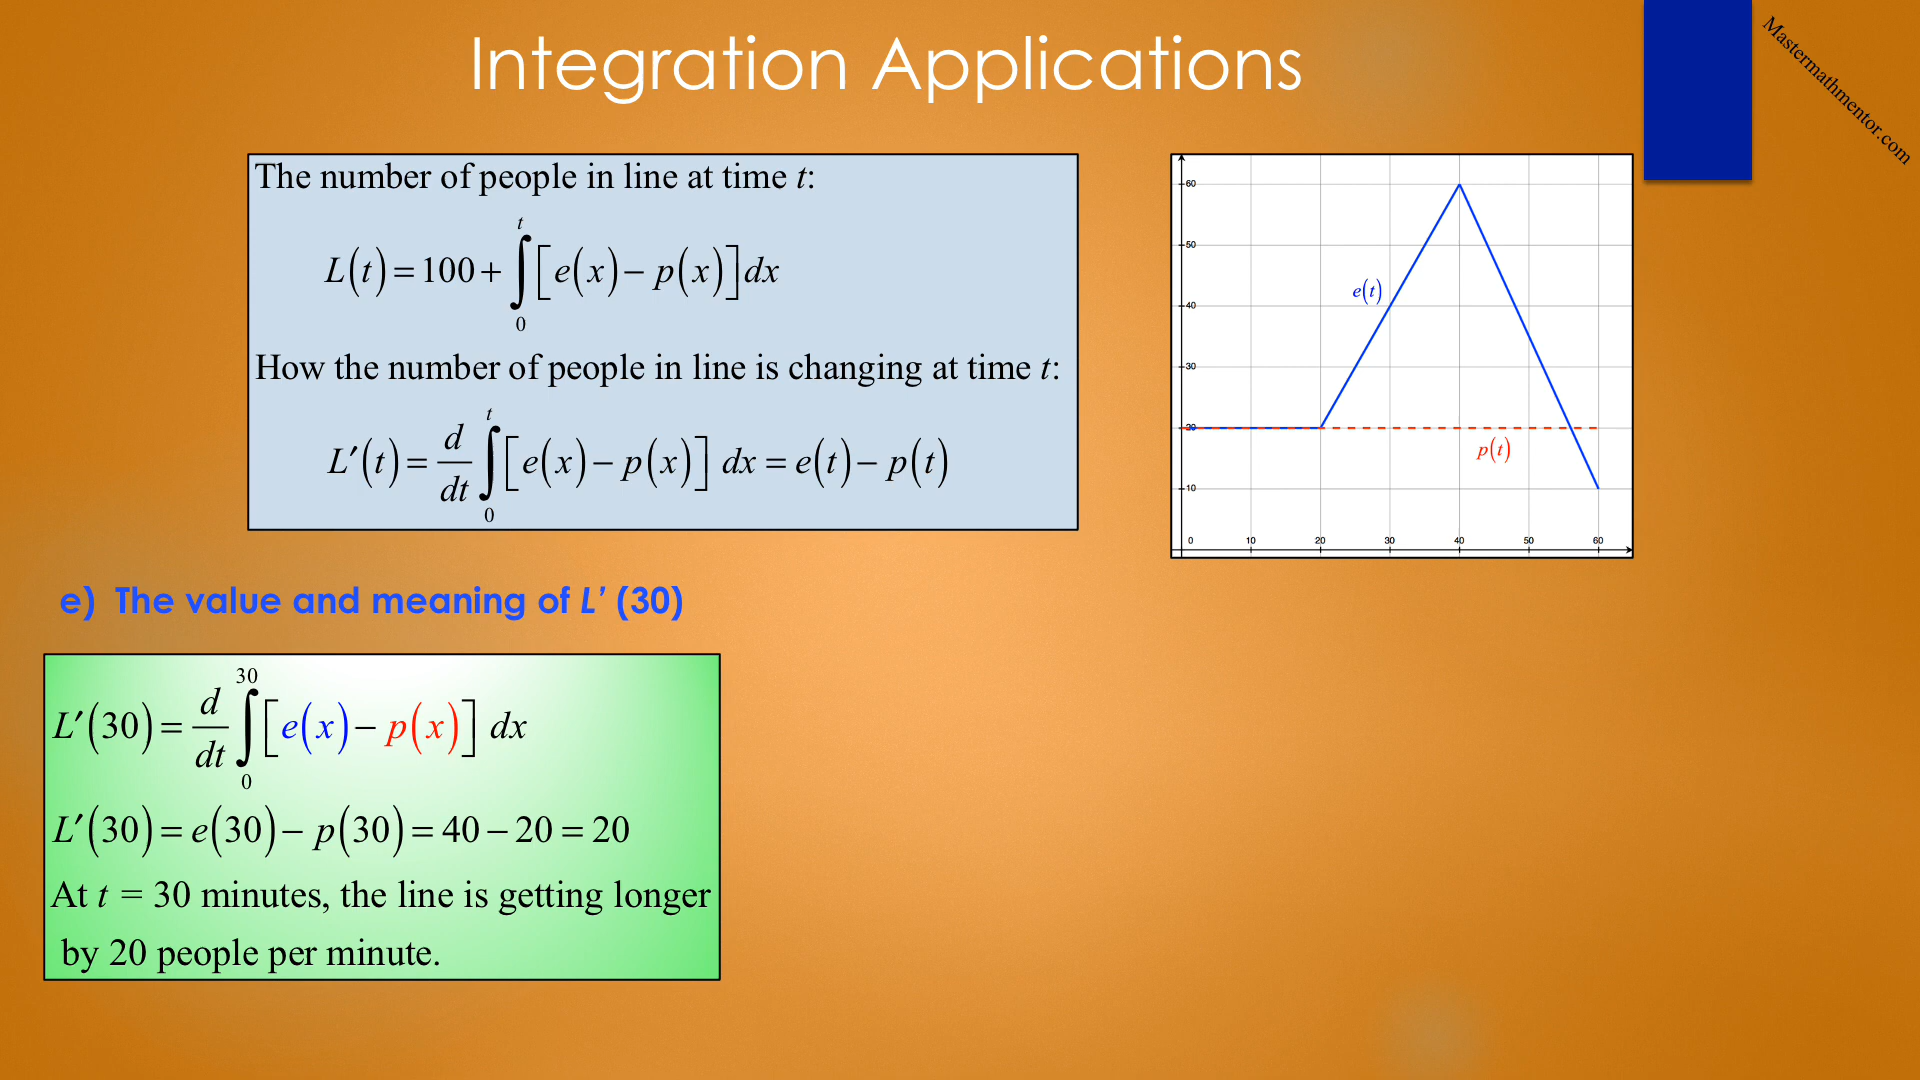 Integration Applications
Mastermathmentor.com
The number of people in line at time t:
L(t) = 100 + ∫₀ᵗ [e(x) − p(x)] dx
How the number of people in line is changing at time t:
L′(t) = d/dt ∫₀ᵗ [e(x) − p(x)] dx = e(t) − p(t)
60
50
40
30
20
10
e(t)
p(t)
0 10 20 30 40 50 60
e) The value and meaning of L’ (30)
L′(30) = d/dt ∫₀³⁰ [e(x) − p(x)] dx
L′(30) = e(30) − p(30) = 40 − 20 = 20
At t = 30 minutes, the line is getting longer
by 20 people per minute.